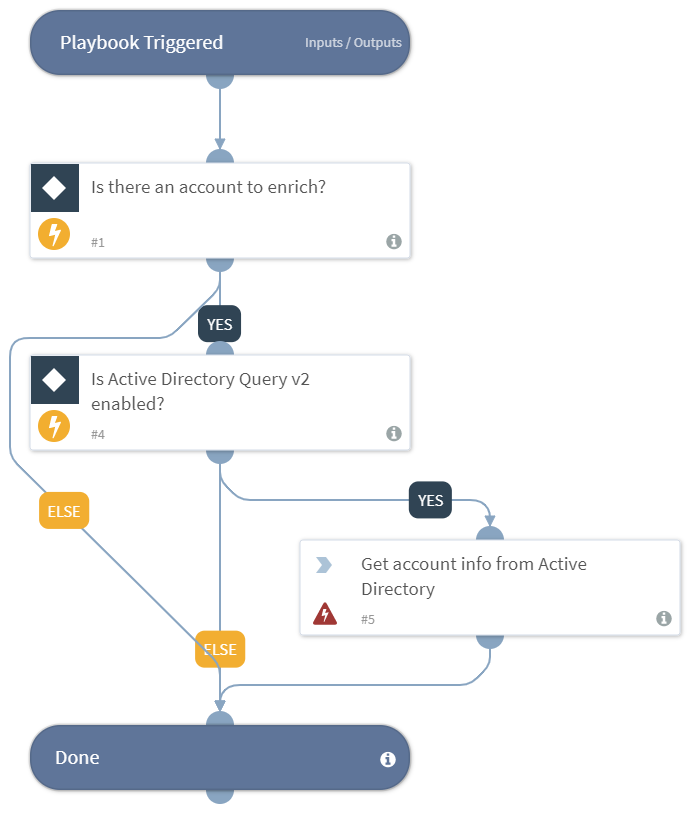 Playbook Triggered
Inputs / Outputs
Is there an account to enrich?
#1
YES
Is Active Directory Query v2
enabled?
#4
YES
ELSE
Get account info from Active
Directory
#5
ELSE
Done